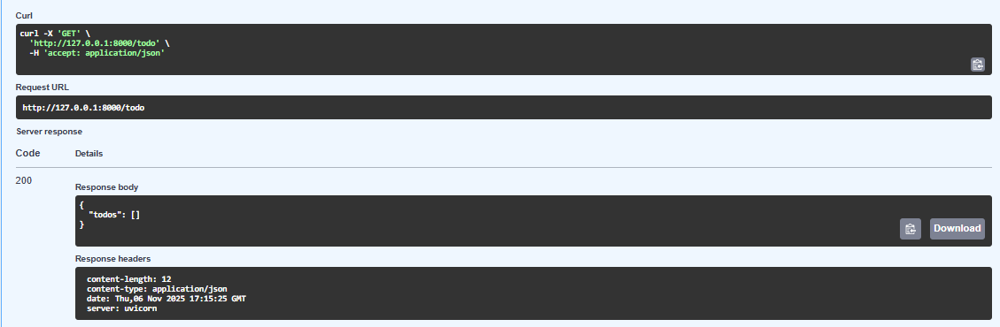 Curl
curl -X 'GET' \
  'http://127.0.0.1:8000/todo' \
  -H 'accept: application/json'
Request URL
http://127.0.0.1:8000/todo
Server response
Code Details
200
Response body
{
  "todos": []
}
Download
Response headers
content-length: 12
content-type: application/json
date: Thu,06 Nov 2025 17:15:25 GMT
server: uvicorn